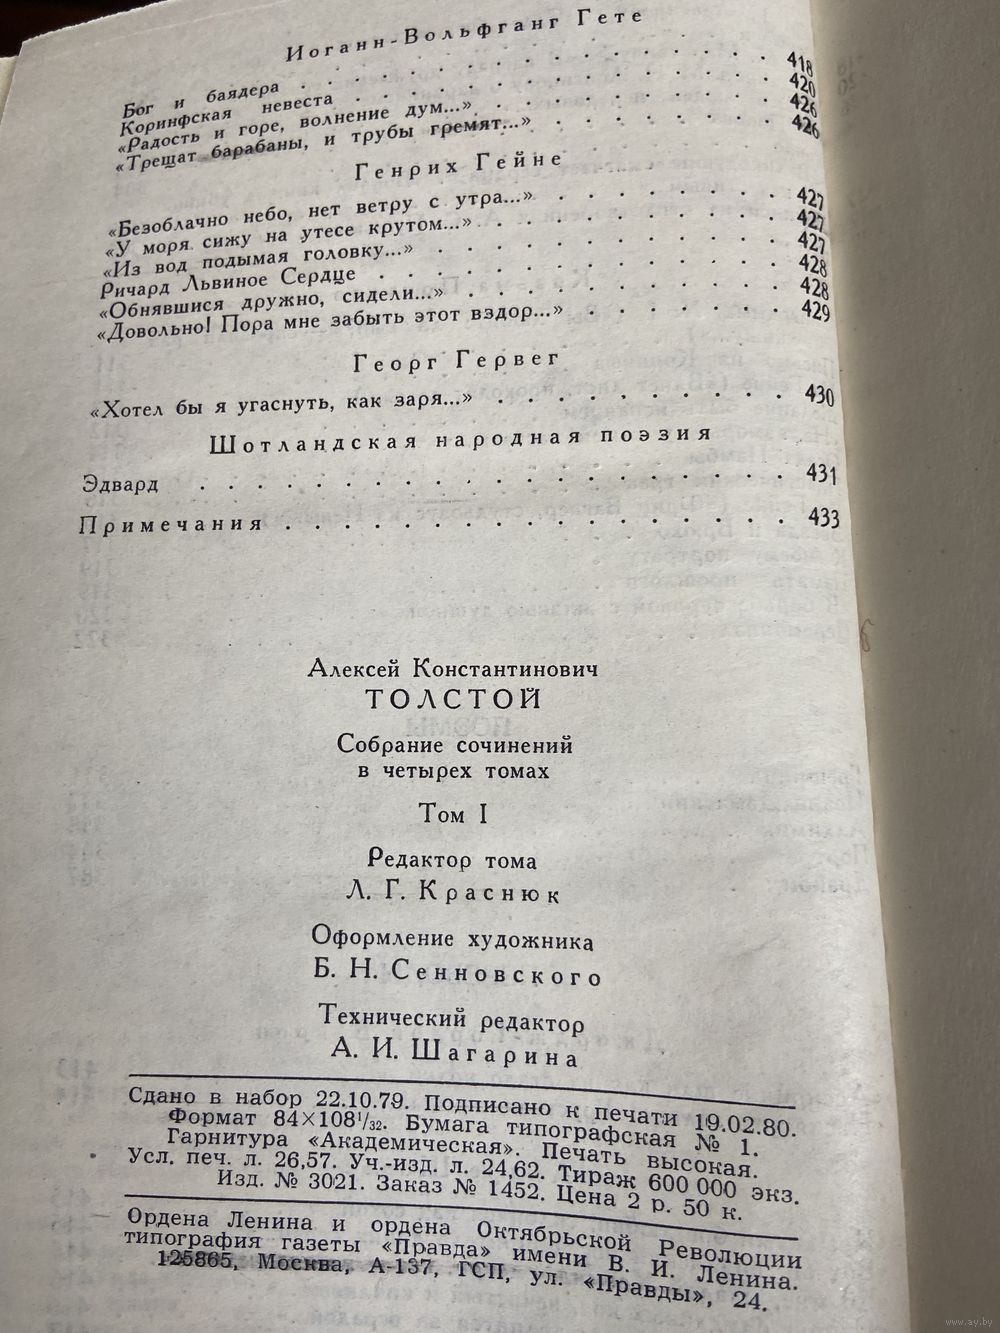 Иоганн-Вольфганг Гете
Бог и баядера . . . . . . . . . . . . . . . . 418
Коринфская невеста . . . . . . . . . . . . . . 420
«Радость и горе, волнение дум...» . . . . . . . . . . 426
«Трещат барабаны, и трубы гремят...» . . . . . . . . 426
Генрих Гейне
«Безоблачно небо, нет ветру с утра...» . . . . . . . . 427
«У моря сижу на утесе крутом...» . . . . . . . . . . 427
«Из вод подымая головку...» . . . . . . . . . . . . 427
Ричард Львиное Сердце . . . . . . . . . . . . . 428
«Обнявшися дружно, сидели...» . . . . . . . . . . . 428
«Довольно! Пора мне забыть этот вздор...» . . . . . . . 429
Георг Гервег
«Хотел бы я угаснуть, как заря...» . . . . . . . . . . 430
Шотландская народная поэзия
Эдвард . . . . . . . . . . . . . . . . . . . . 431
Примечания . . . . . . . . . . . . . . . . . . 433
Алексей Константинович
ТОЛСТОЙ
Собрание сочинений
в четырех томах
Том I
Редактор тома
Л. Г. Краснюк
Оформление художника
Б. Н. Сенновского
Технический редактор
А. И. Шагарина
Сдано в набор 22.10.79. Подписано к печати 19.02.80.
Формат 84×108¹/₃₂. Бумага типографская № 1.
Гарнитура «Академическая». Печать высокая.
Усл. печ. л. 26,57. Уч.-изд. л. 24,62. Тираж 600 000 экз.
Изд. № 3021. Заказ № 1452. Цена 2 р. 50 к.
Ордена Ленина и ордена Октябрьской Революции
типография газеты «Правда» имени В. И. Ленина.
125865, Москва, А-137, ГСП, ул. «Правды», 24.
www.ay.by